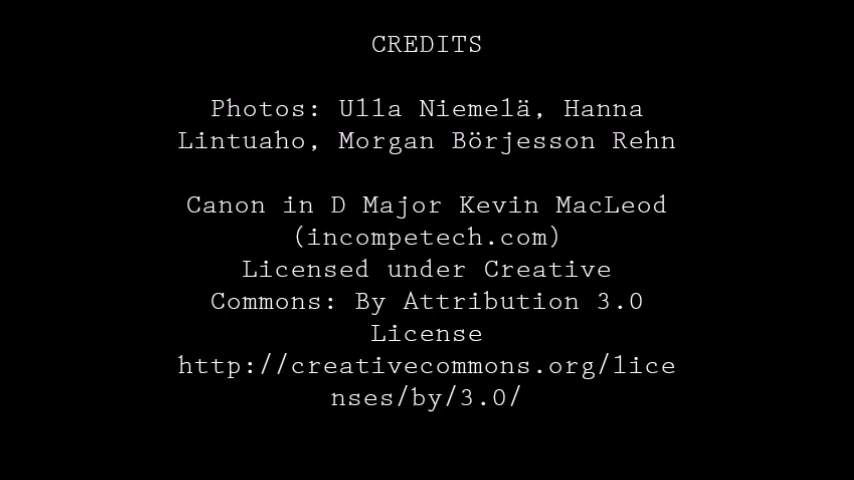 CREDITS
Photos: Ulla Niemelä, Hanna
Lintuaho, Morgan Börjesson Rehn
Canon in D Major Kevin MacLeod
(incompetech.com)
Licensed under Creative
Commons: By Attribution 3.0
License
http://creativecommons.org/lice
nses/by/3.0/